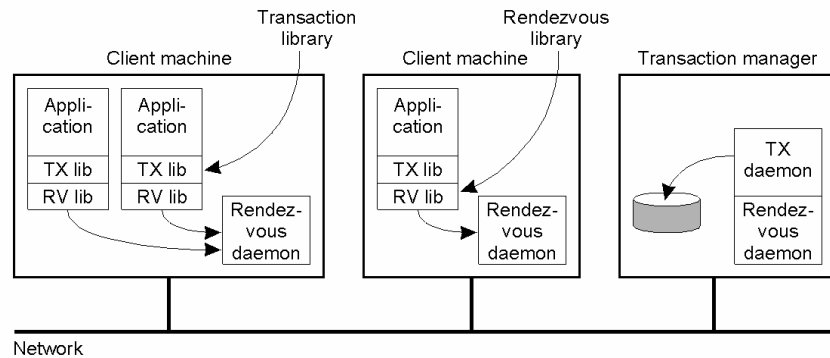 Transaction
library
Rendezvous
library
Client machine
Client machine
Transaction manager
Appli-
cation
TX lib
RV lib
Appli-
cation
TX lib
RV lib
Rendez-
vous
daemon
Appli-
cation
TX lib
RV lib
Rendez-
vous
daemon
TX
daemon
Rendez-
vous
daemon
Network